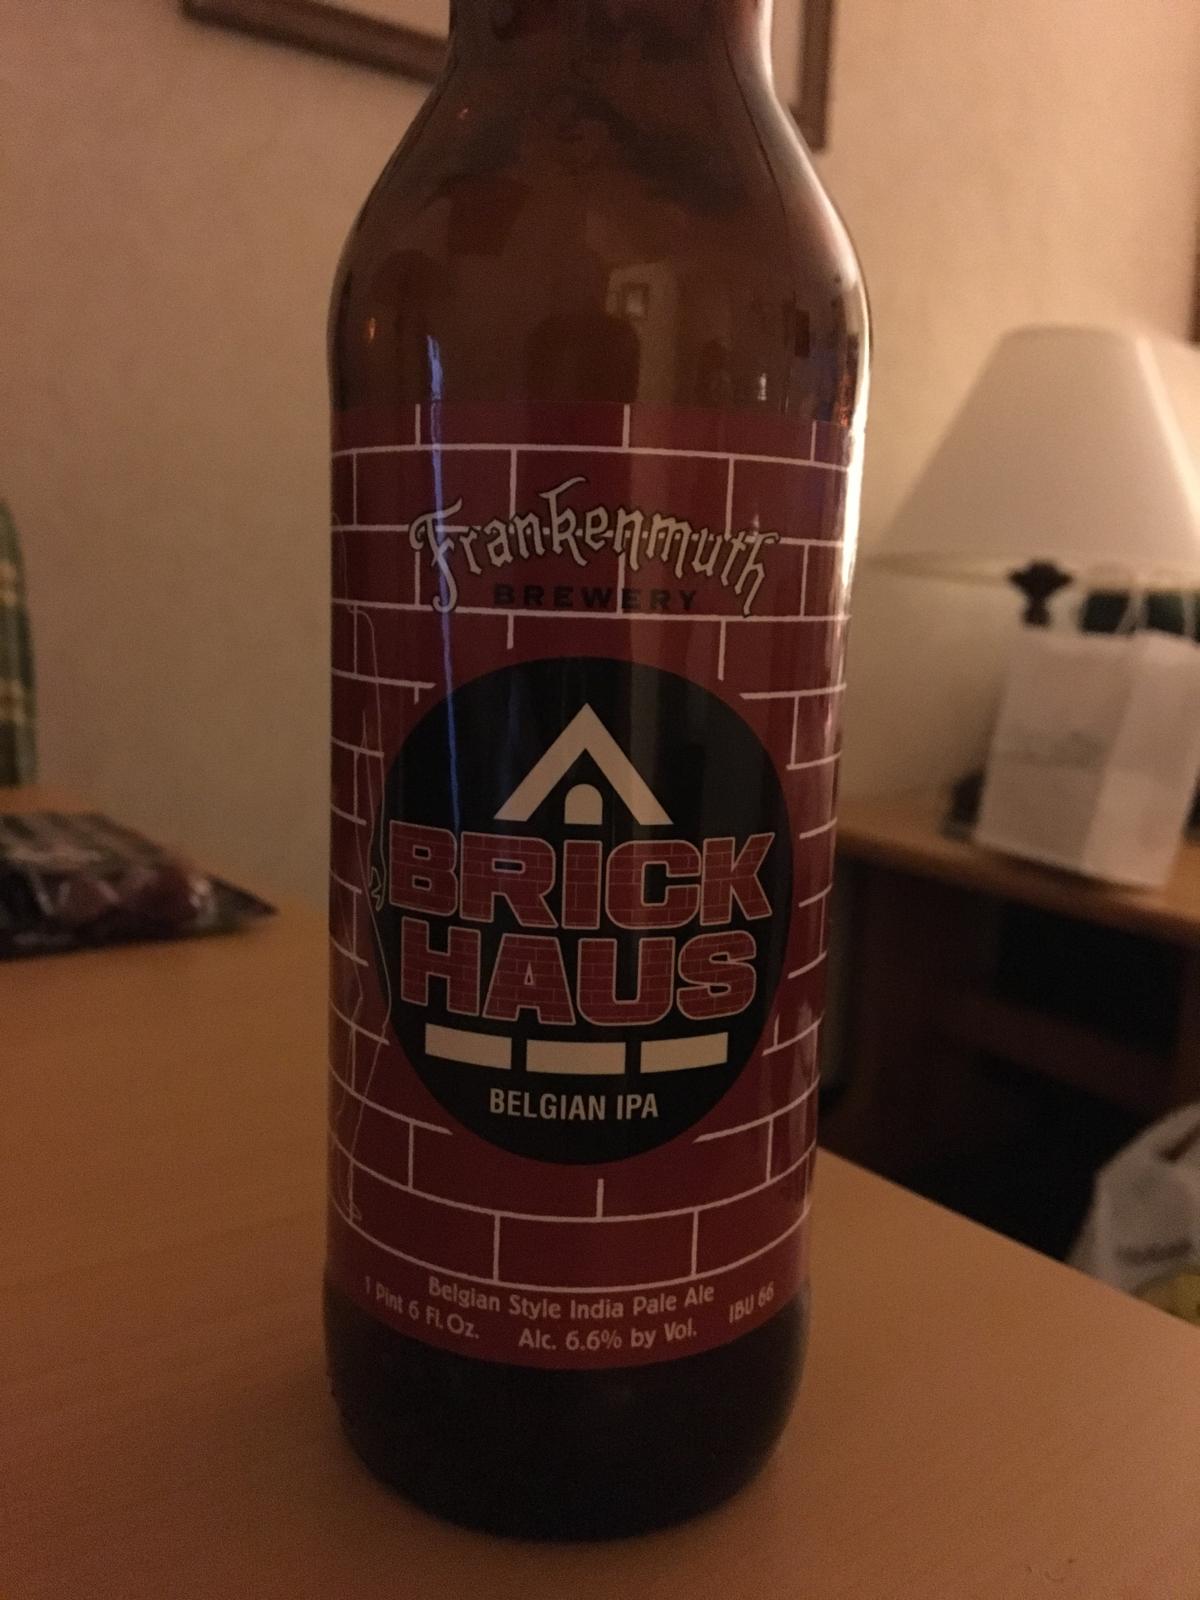 Frankenmuth
BREWERY
BRICK
HAUS
BELGIAN IPA
Belgian Style India Pale Ale
1 Pint 6 Fl. Oz. Alc. 6.6% by Vol. IBU 66